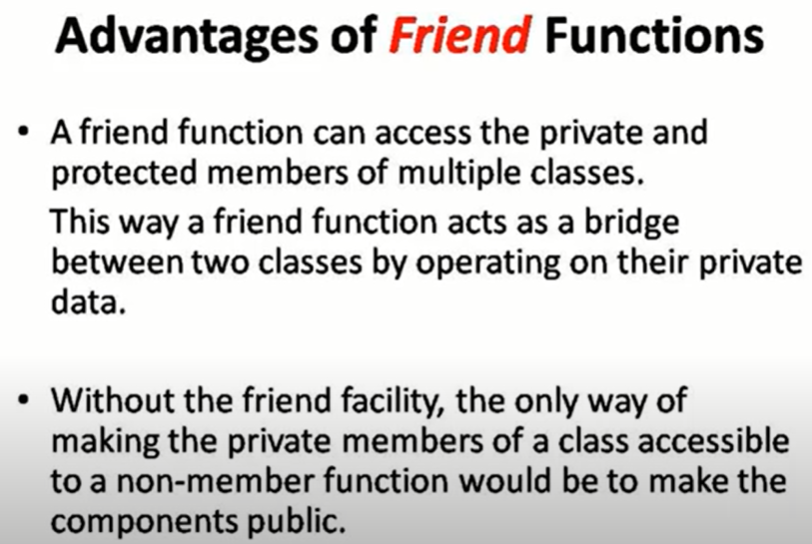 Advantages of Friend Functions
• A friend function can access the private and
protected members of multiple classes.
This way a friend function acts as a bridge
between two classes by operating on their private
data.
• Without the friend facility, the only way of
making the private members of a class accessible
to a non-member function would be to make the
components public.